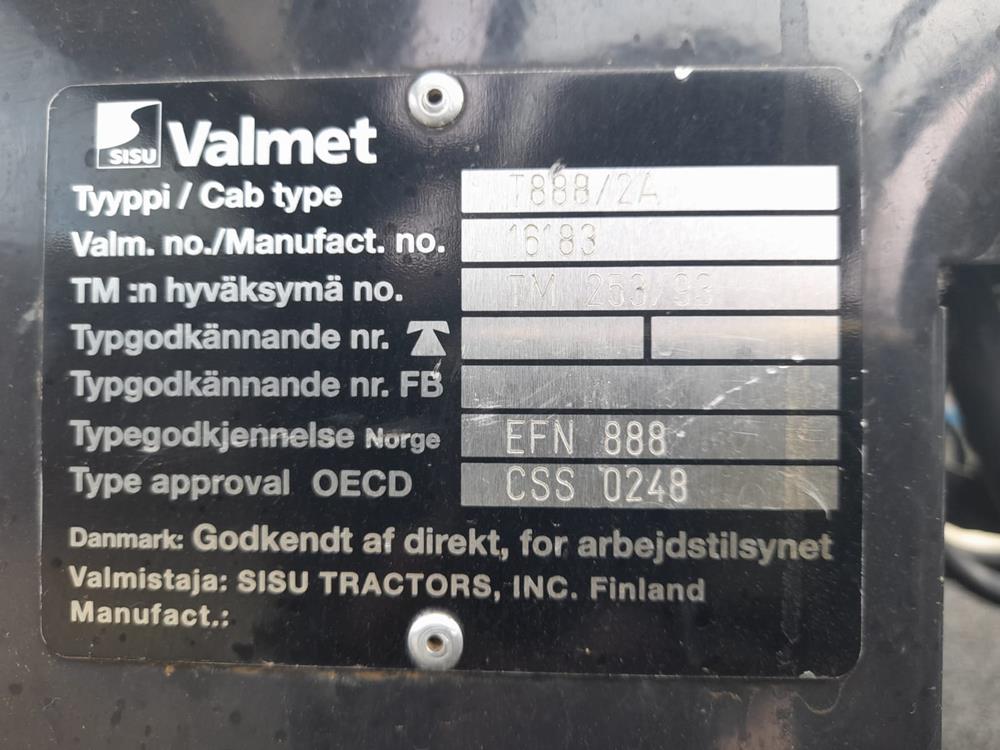 SISU Valmet
Tyyppi / Cab type T888/2A
Valm. no./Manufact. no. 16183
TM :n hyväksymä no. TM 253/93
Typgodkännande nr.
Typgodkännande nr. FB
Typegodkjennelse Norge EFN 888
Type approval OECD CSS 0248
Danmark: Godkendt af direkt, for arbejdstilsynet
Valmistaja: SISU TRACTORS, INC. Finland
Manufact.: